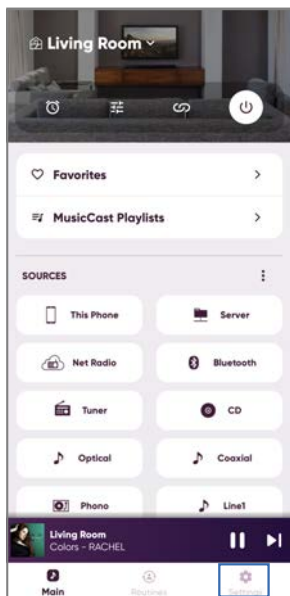 Living Room
Favorites
MusicCast Playlists
SOURCES
This Phone
Server
Net Radio
Bluetooth
Tuner
CD
Optical
Coaxial
Phono
Line1
Living Room
Colors - RACHEL
Main
Routines
Settings